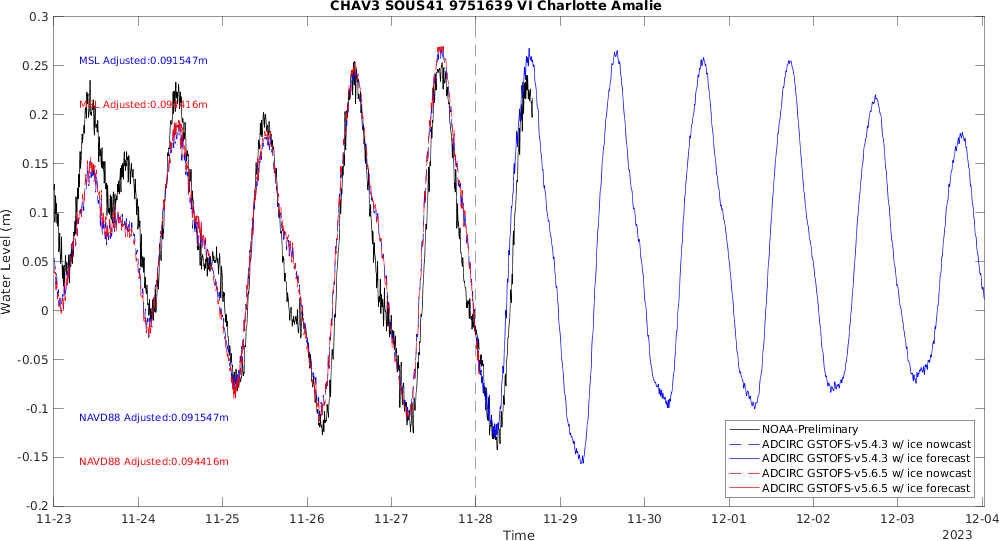 CHAV3 SOUS41 9751639 VI Charlotte Amalie
0.3
0.25
0.2
0.15
0.1
0.05
0
-0.05
-0.1
-0.15
-0.2
Water Level (m)
MSL Adjusted:0.091547m
MSL Adjusted:0.094416m
NAVD88 Adjusted:0.091547m
NAVD88 Adjusted:0.094416m
NOAA-Preliminary
ADCIRC GSTOFS-v5.4.3 w/ ice nowcast
ADCIRC GSTOFS-v5.4.3 w/ ice forecast
ADCIRC GSTOFS-v5.6.5 w/ ice nowcast
ADCIRC GSTOFS-v5.6.5 w/ ice forecast
11-23 11-24 11-25 11-26 11-27 11-28 11-29 11-30 12-01 12-02 12-03 12-04
Time
2023